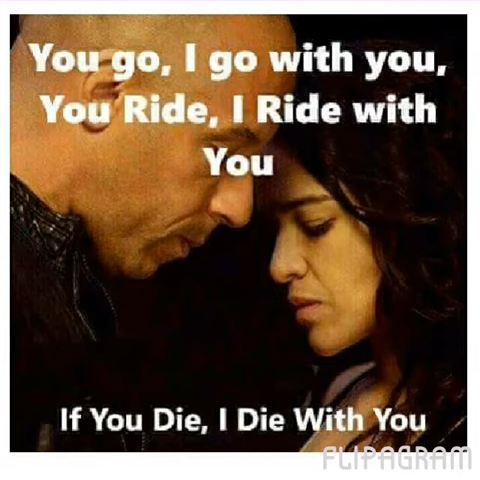 You go, I go with you,
You Ride, I Ride with
You
If You Die, I Die With You
FLIPAGRAM